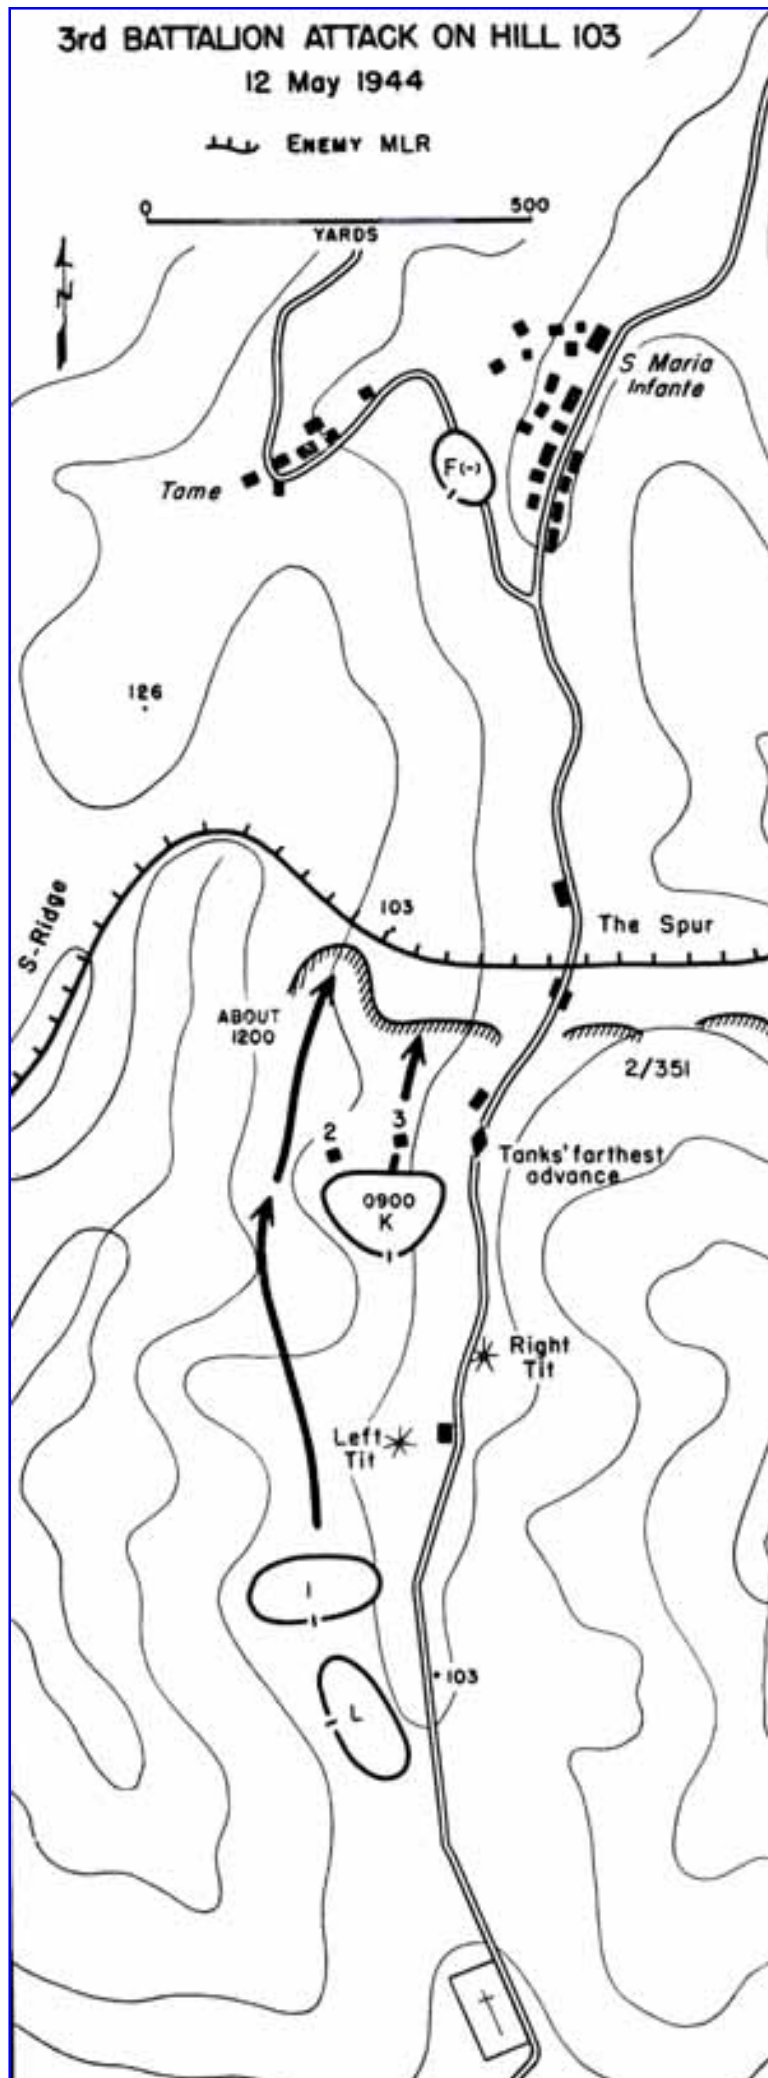 3rd BATTALION ATTACK ON HILL 103
12 May 1944
ENEMY MLR
0 500
YARDS
N
S Maria
Infante
F(-)
Tame
126
103
S-Ridge
The Spur
ABOUT
1200
2/351
2
3
Tanks' farthest
advance
0900
K
Right
Tit
Left
Tit
I
103
L